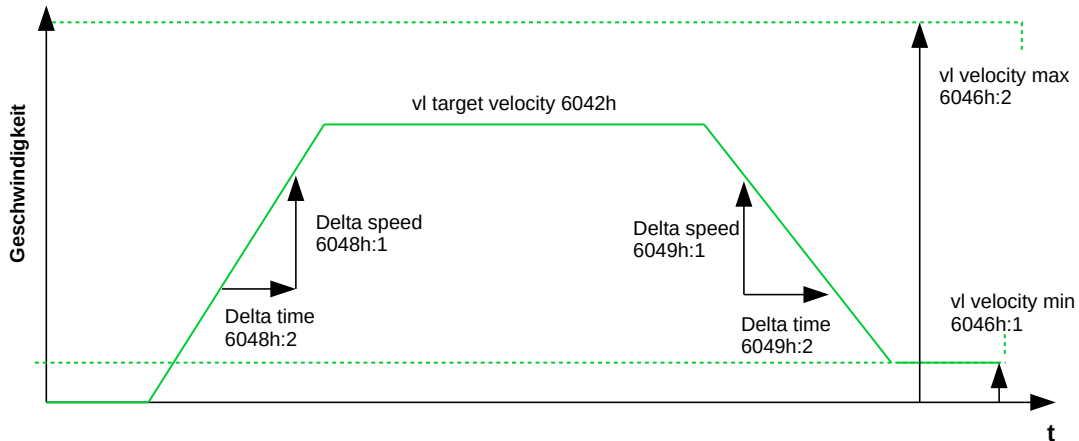 vl velocity max
6046h:2
vl target velocity 6042h
Geschwindigkeit
Delta speed
6048h:1
Delta speed
6049h:1
vl velocity min
6046h:1
Delta time
6048h:2
Delta time
6049h:2
t